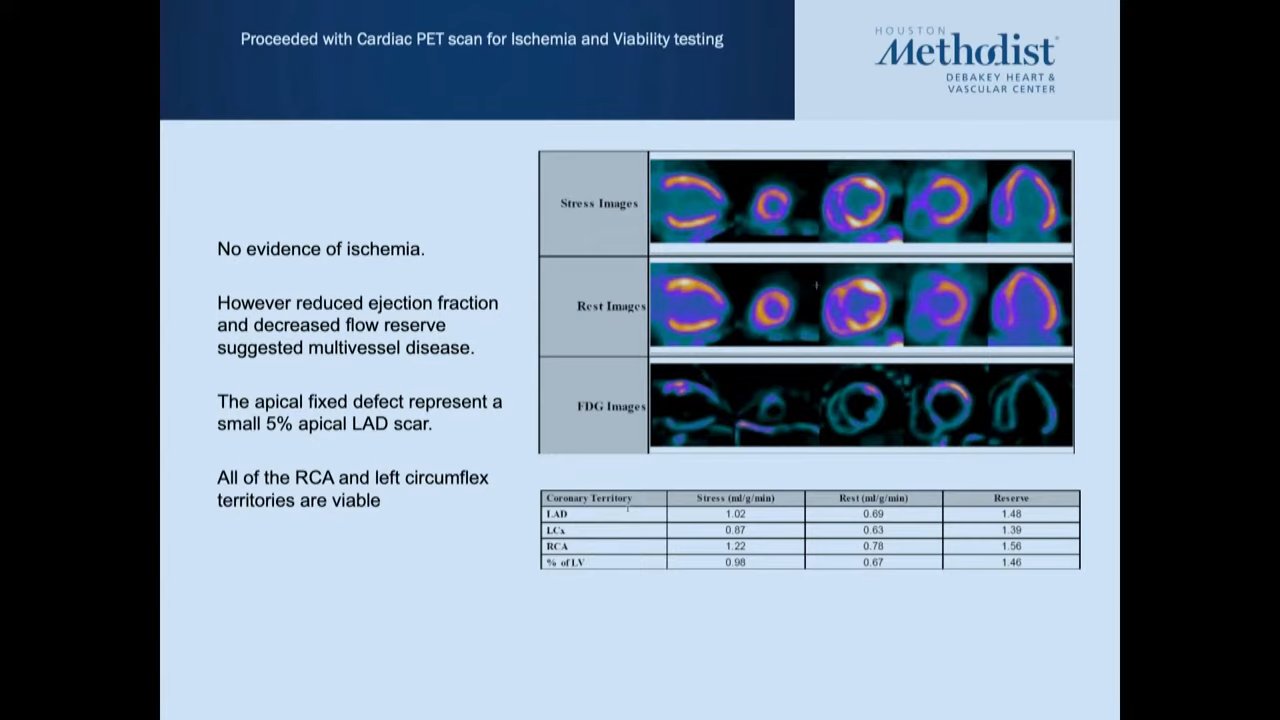 Proceeded with Cardiac PET scan for Ischemia and Viability testing
HOUSTON
Methodist
DEBAKEY HEART &
VASCULAR CENTER
No evidence of ischemia.
However reduced ejection fraction
and decreased flow reserve
suggested multivessel disease.
The apical fixed defect represent a
small 5% apical LAD scar.
All of the RCA and left circumflex
territories are viable
Stress Images
Rest Images
FDG Images
Coronary Territory Stress (ml/g/min) Rest (ml/g/min) Reserve
LAD 1.02 0.69 1.48
LCx 0.87 0.63 1.39
RCA 1.22 0.78 1.56
% of LV 0.98 0.67 1.46